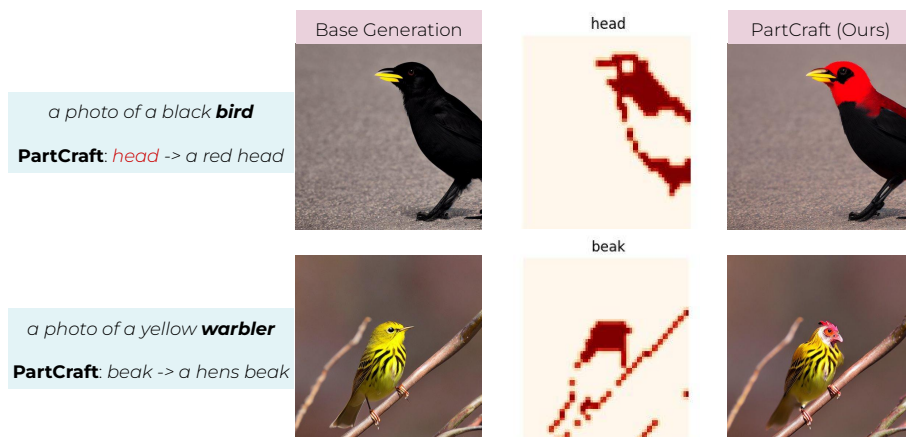 Base Generation
head
PartCraft (Ours)
a photo of a black bird
PartCraft: head -> a red head
beak
a photo of a yellow warbler
PartCraft: beak -> a hens beak